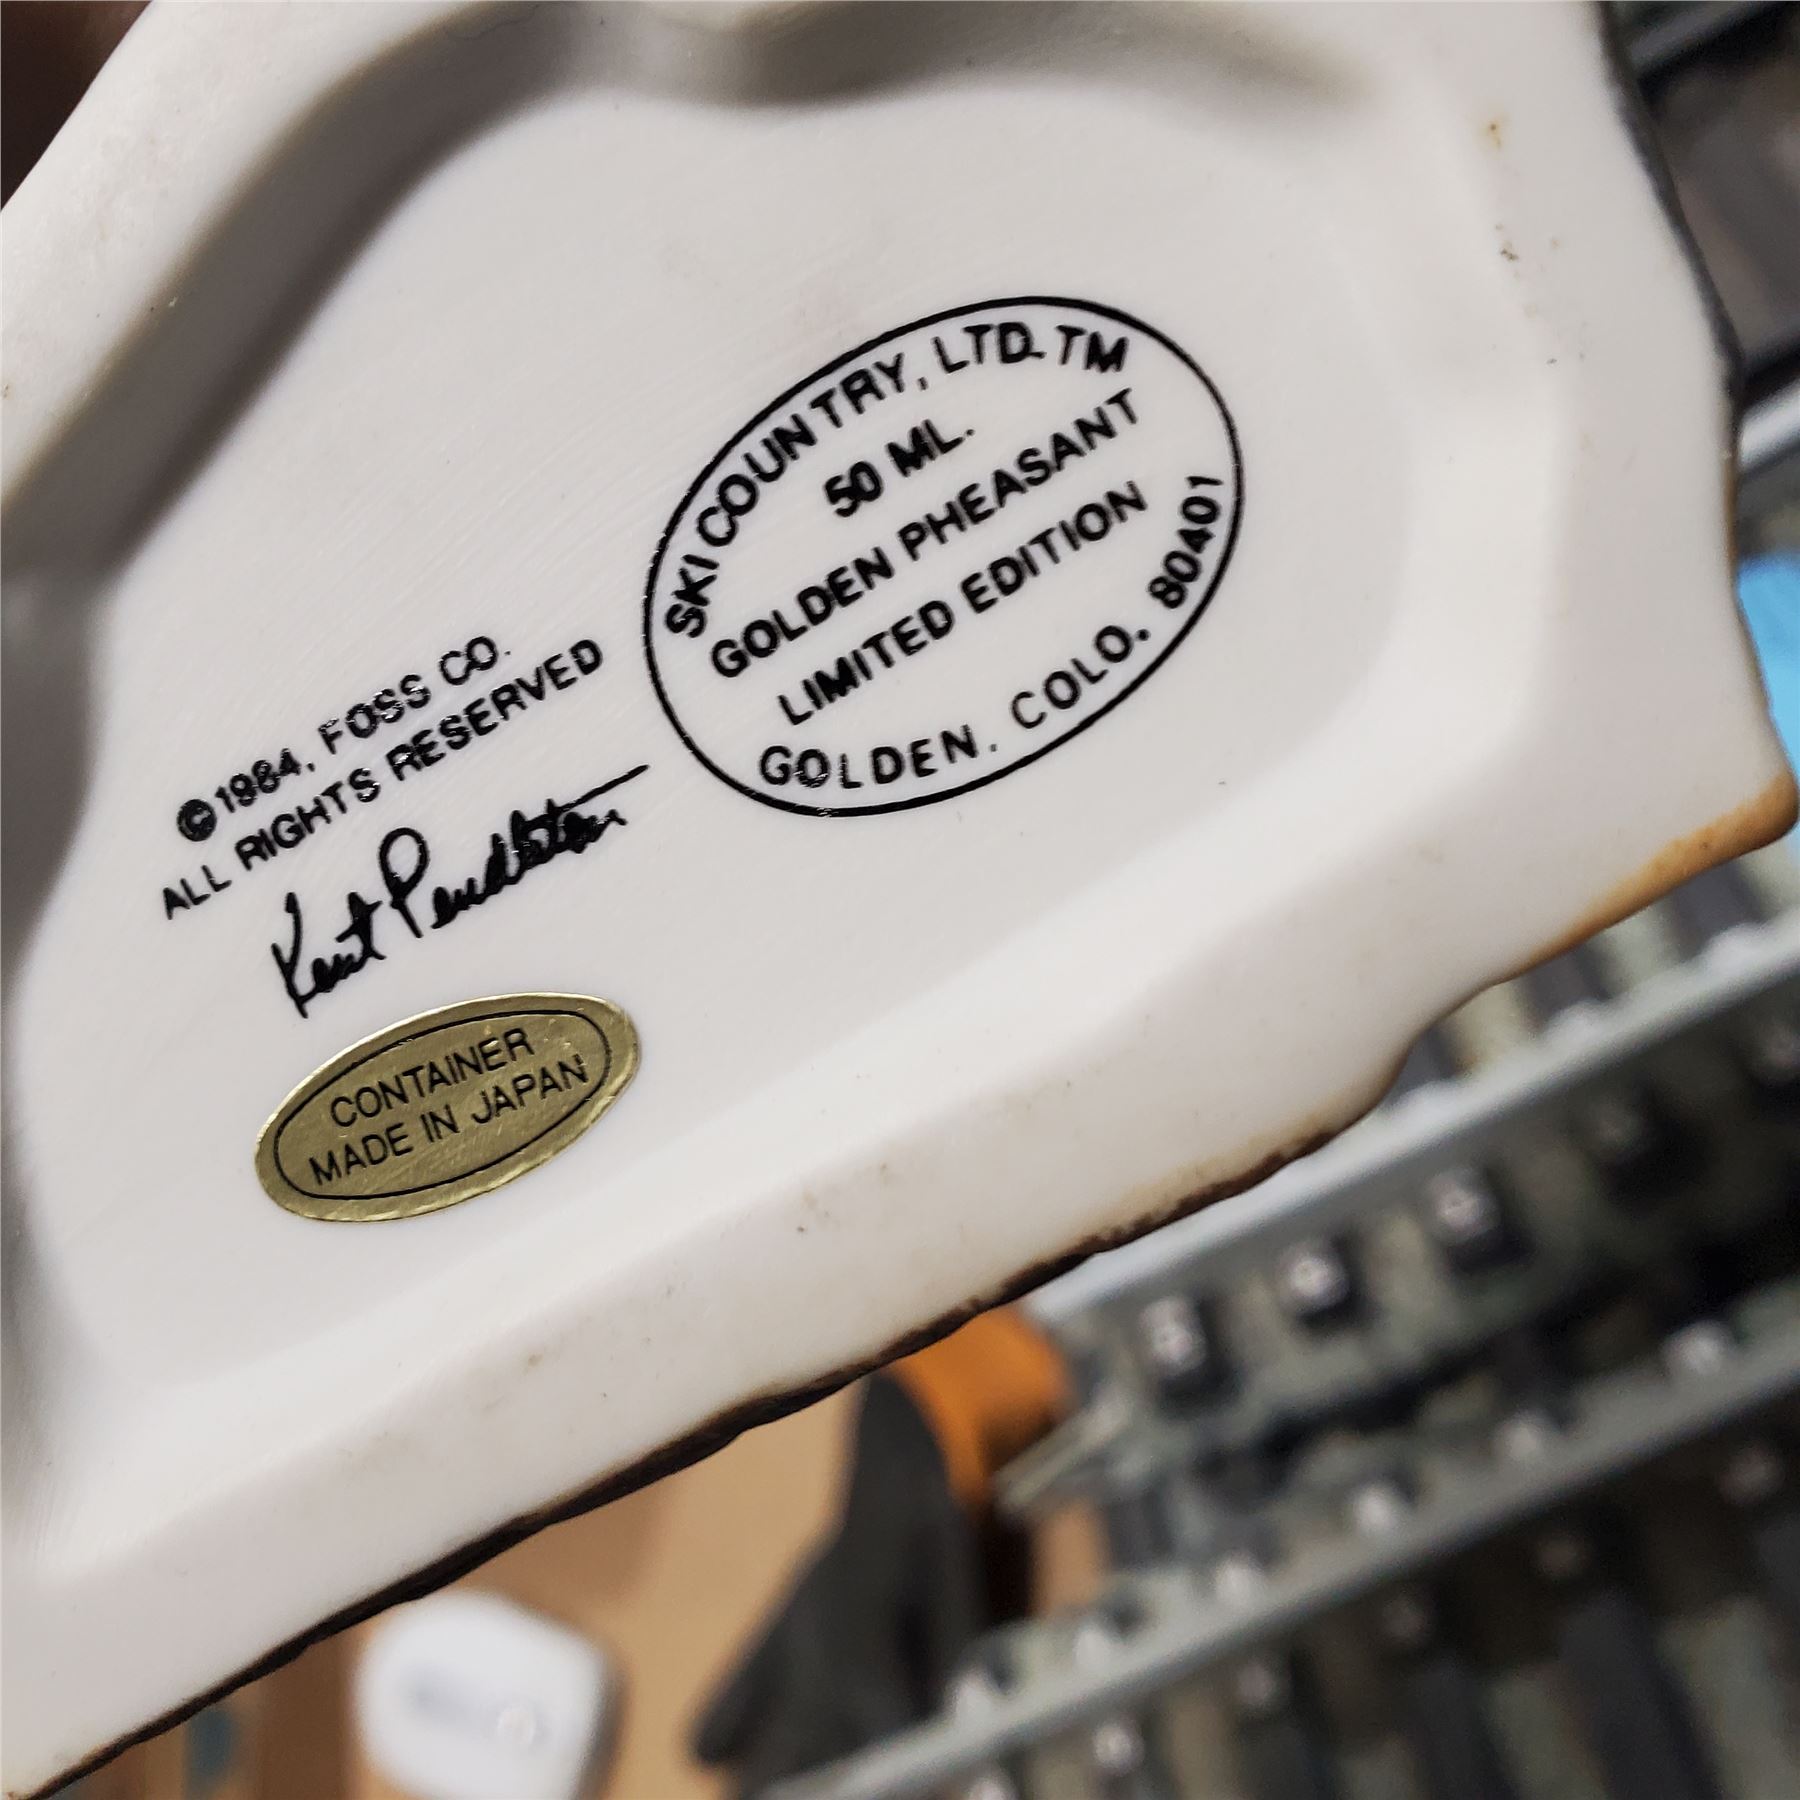 SKI COUNTRY, LTD. TM
50 ML.
GOLDEN PHEASANT
LIMITED EDITION
GOLDEN. COLO. 80401
©1984, FOSS CO.
ALL RIGHTS RESERVED
Kent Pendleton
CONTAINER
MADE IN JAPAN